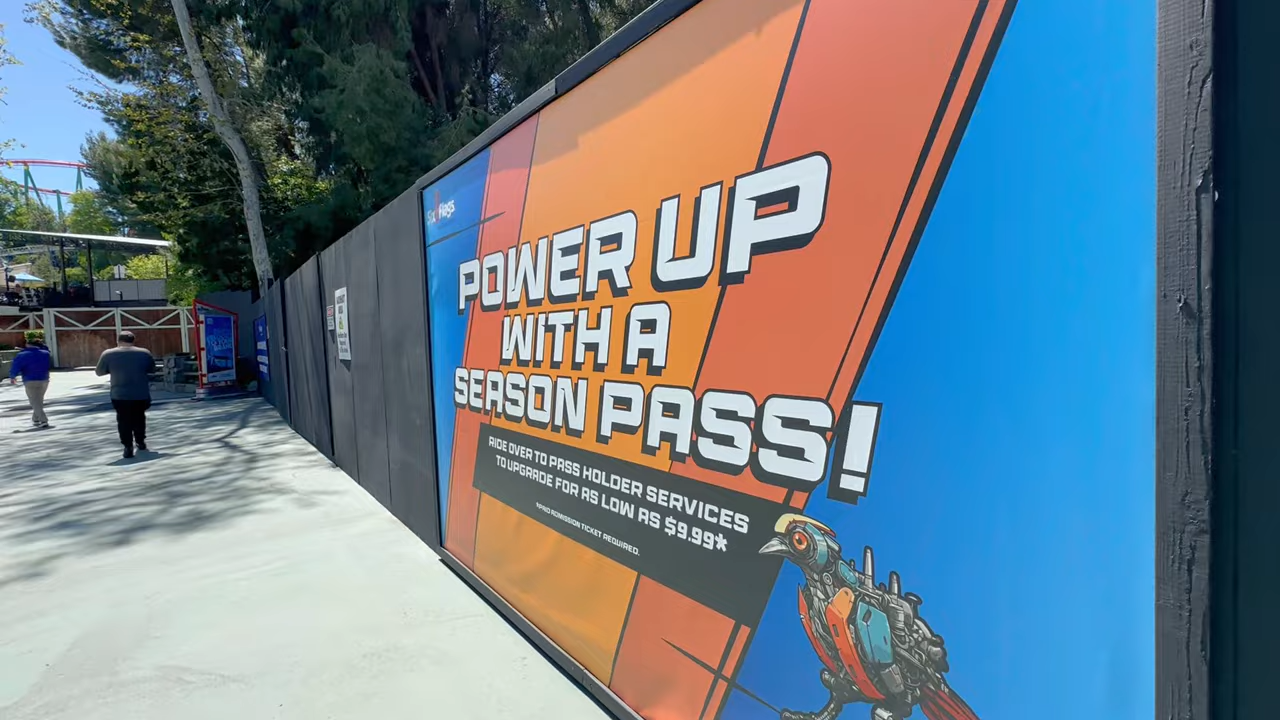 Six Flags
POWER UP
WITH A
SEASON PASS!
RIDE OVER TO PASS HOLDER SERVICES
TO UPGRADE FOR AS LOW AS $9.99*
*PAID ADMISSION TICKET REQUIRED.